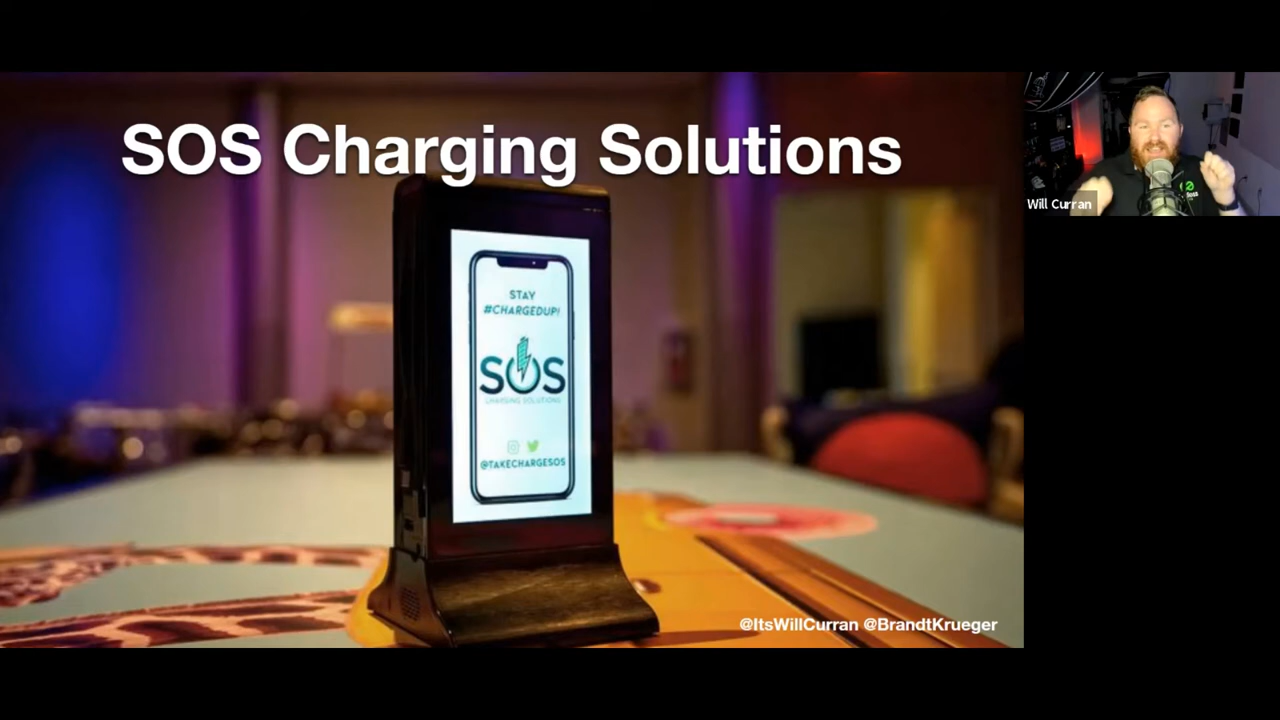 SOS Charging Solutions
STAY
#CHARGEDUP!
SOS
CHARGING SOLUTIONS
@TAKECHARGESOS
@ItsWillCurran @BrandtKrueger
Will Curran